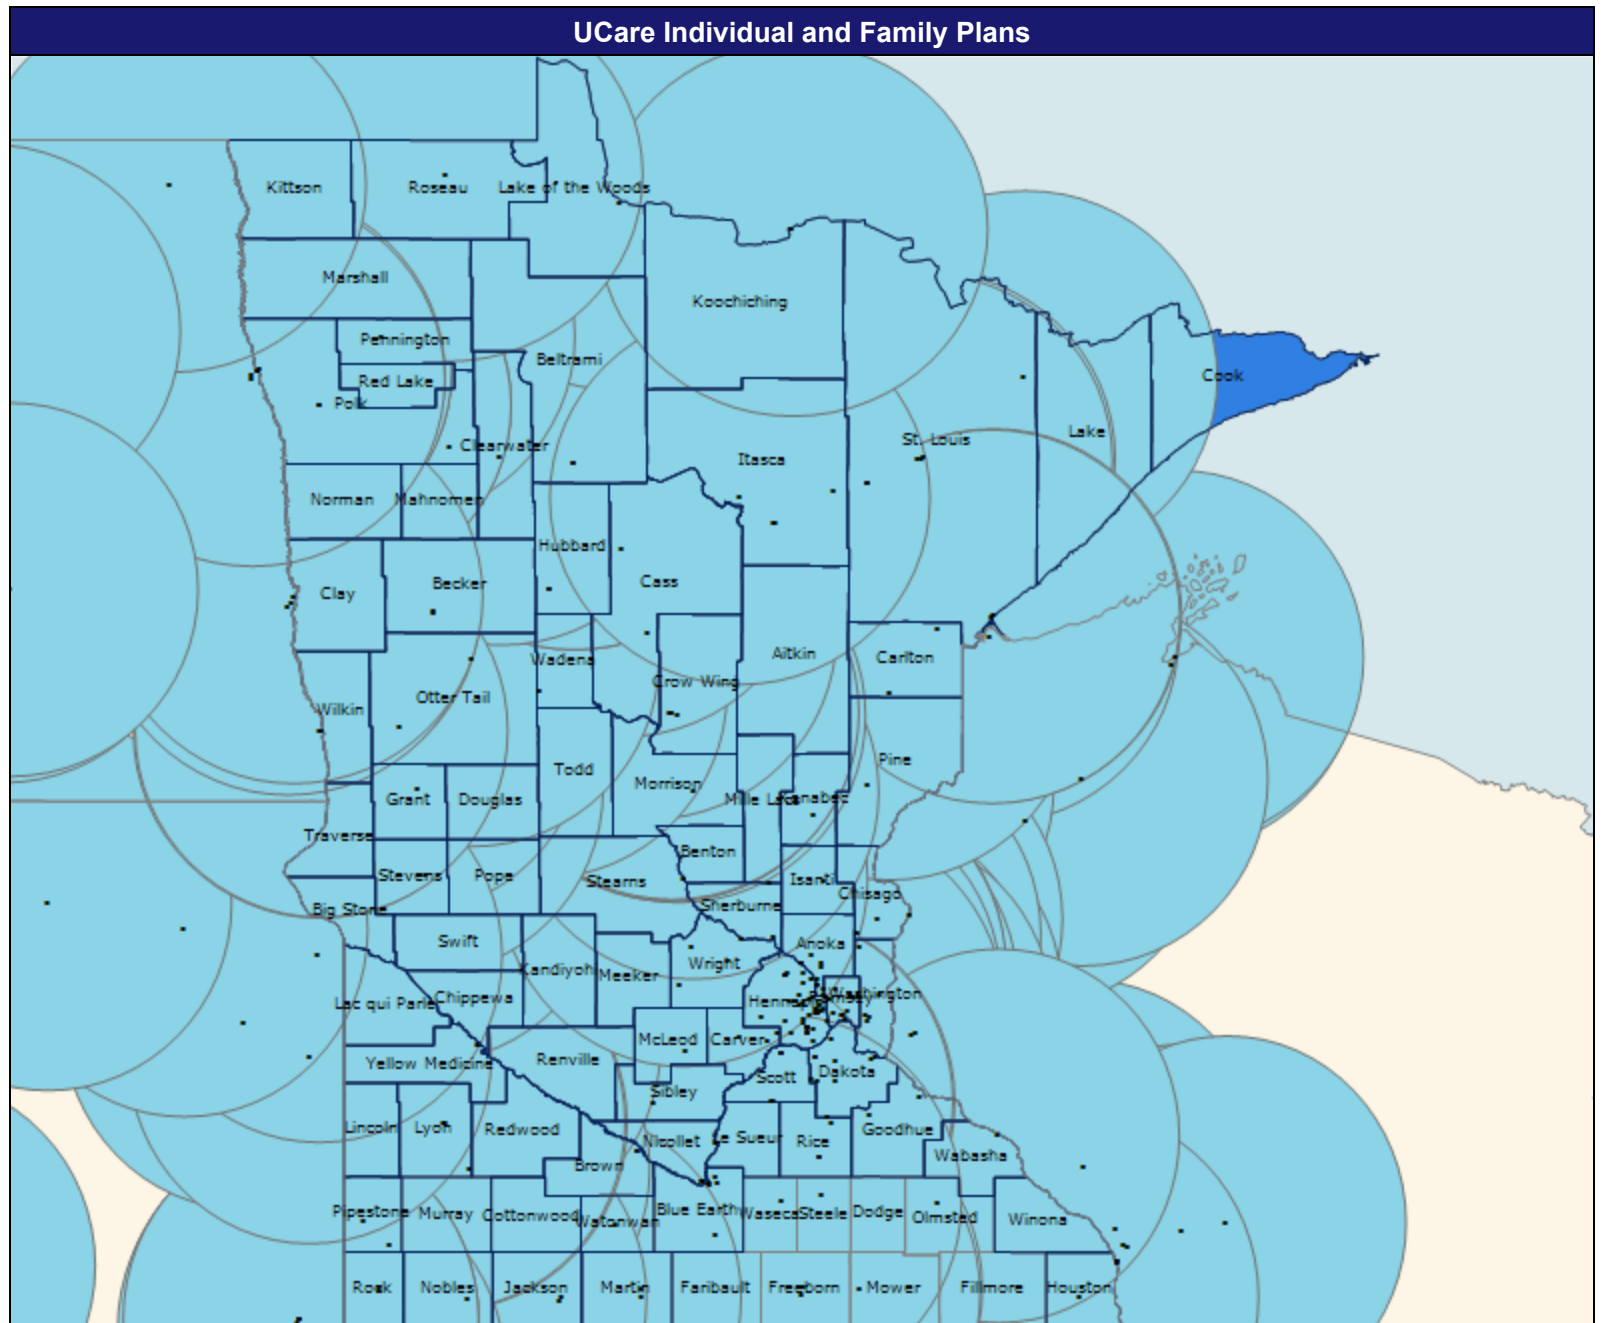 UCare Individual and Family Plans
Kittson
Roseau
Lake of the Woods
Marshall
Koochiching
Pennington
Beltrami
Red Lake
Cook
Polk
Clearwater
St. Louis
Lake
Itasca
Norman
Mahnomen
Hubbard
Cass
Becker
Clay
Aitkin
Carlton
Wadena
Crow Wing
Otter Tail
Wilkin
Pine
Todd
Morrison
Grant
Douglas
Mille Lacs
Kanabec
Traverse
Benton
Stevens
Pope
Stearns
Isanti
Chisago
Big Stone
Sherburne
Swift
Anoka
Kandiyohi
Meeker
Wright
Lac qui Parle
Chippewa
Hennepin
Ramsey
Washington
McLeod
Carver
Yellow Medicine
Renville
Scott
Dakota
Sibley
Lincoln
Lyon
Redwood
Nicollet
Le Sueur
Rice
Goodhue
Brown
Wabasha
Pipestone
Murray
Cottonwood
Watonwan
Blue Earth
Waseca
Steele
Dodge
Olmsted
Winona
Rock
Nobles
Jackson
Martin
Faribault
Freeborn
Mower
Fillmore
Houston